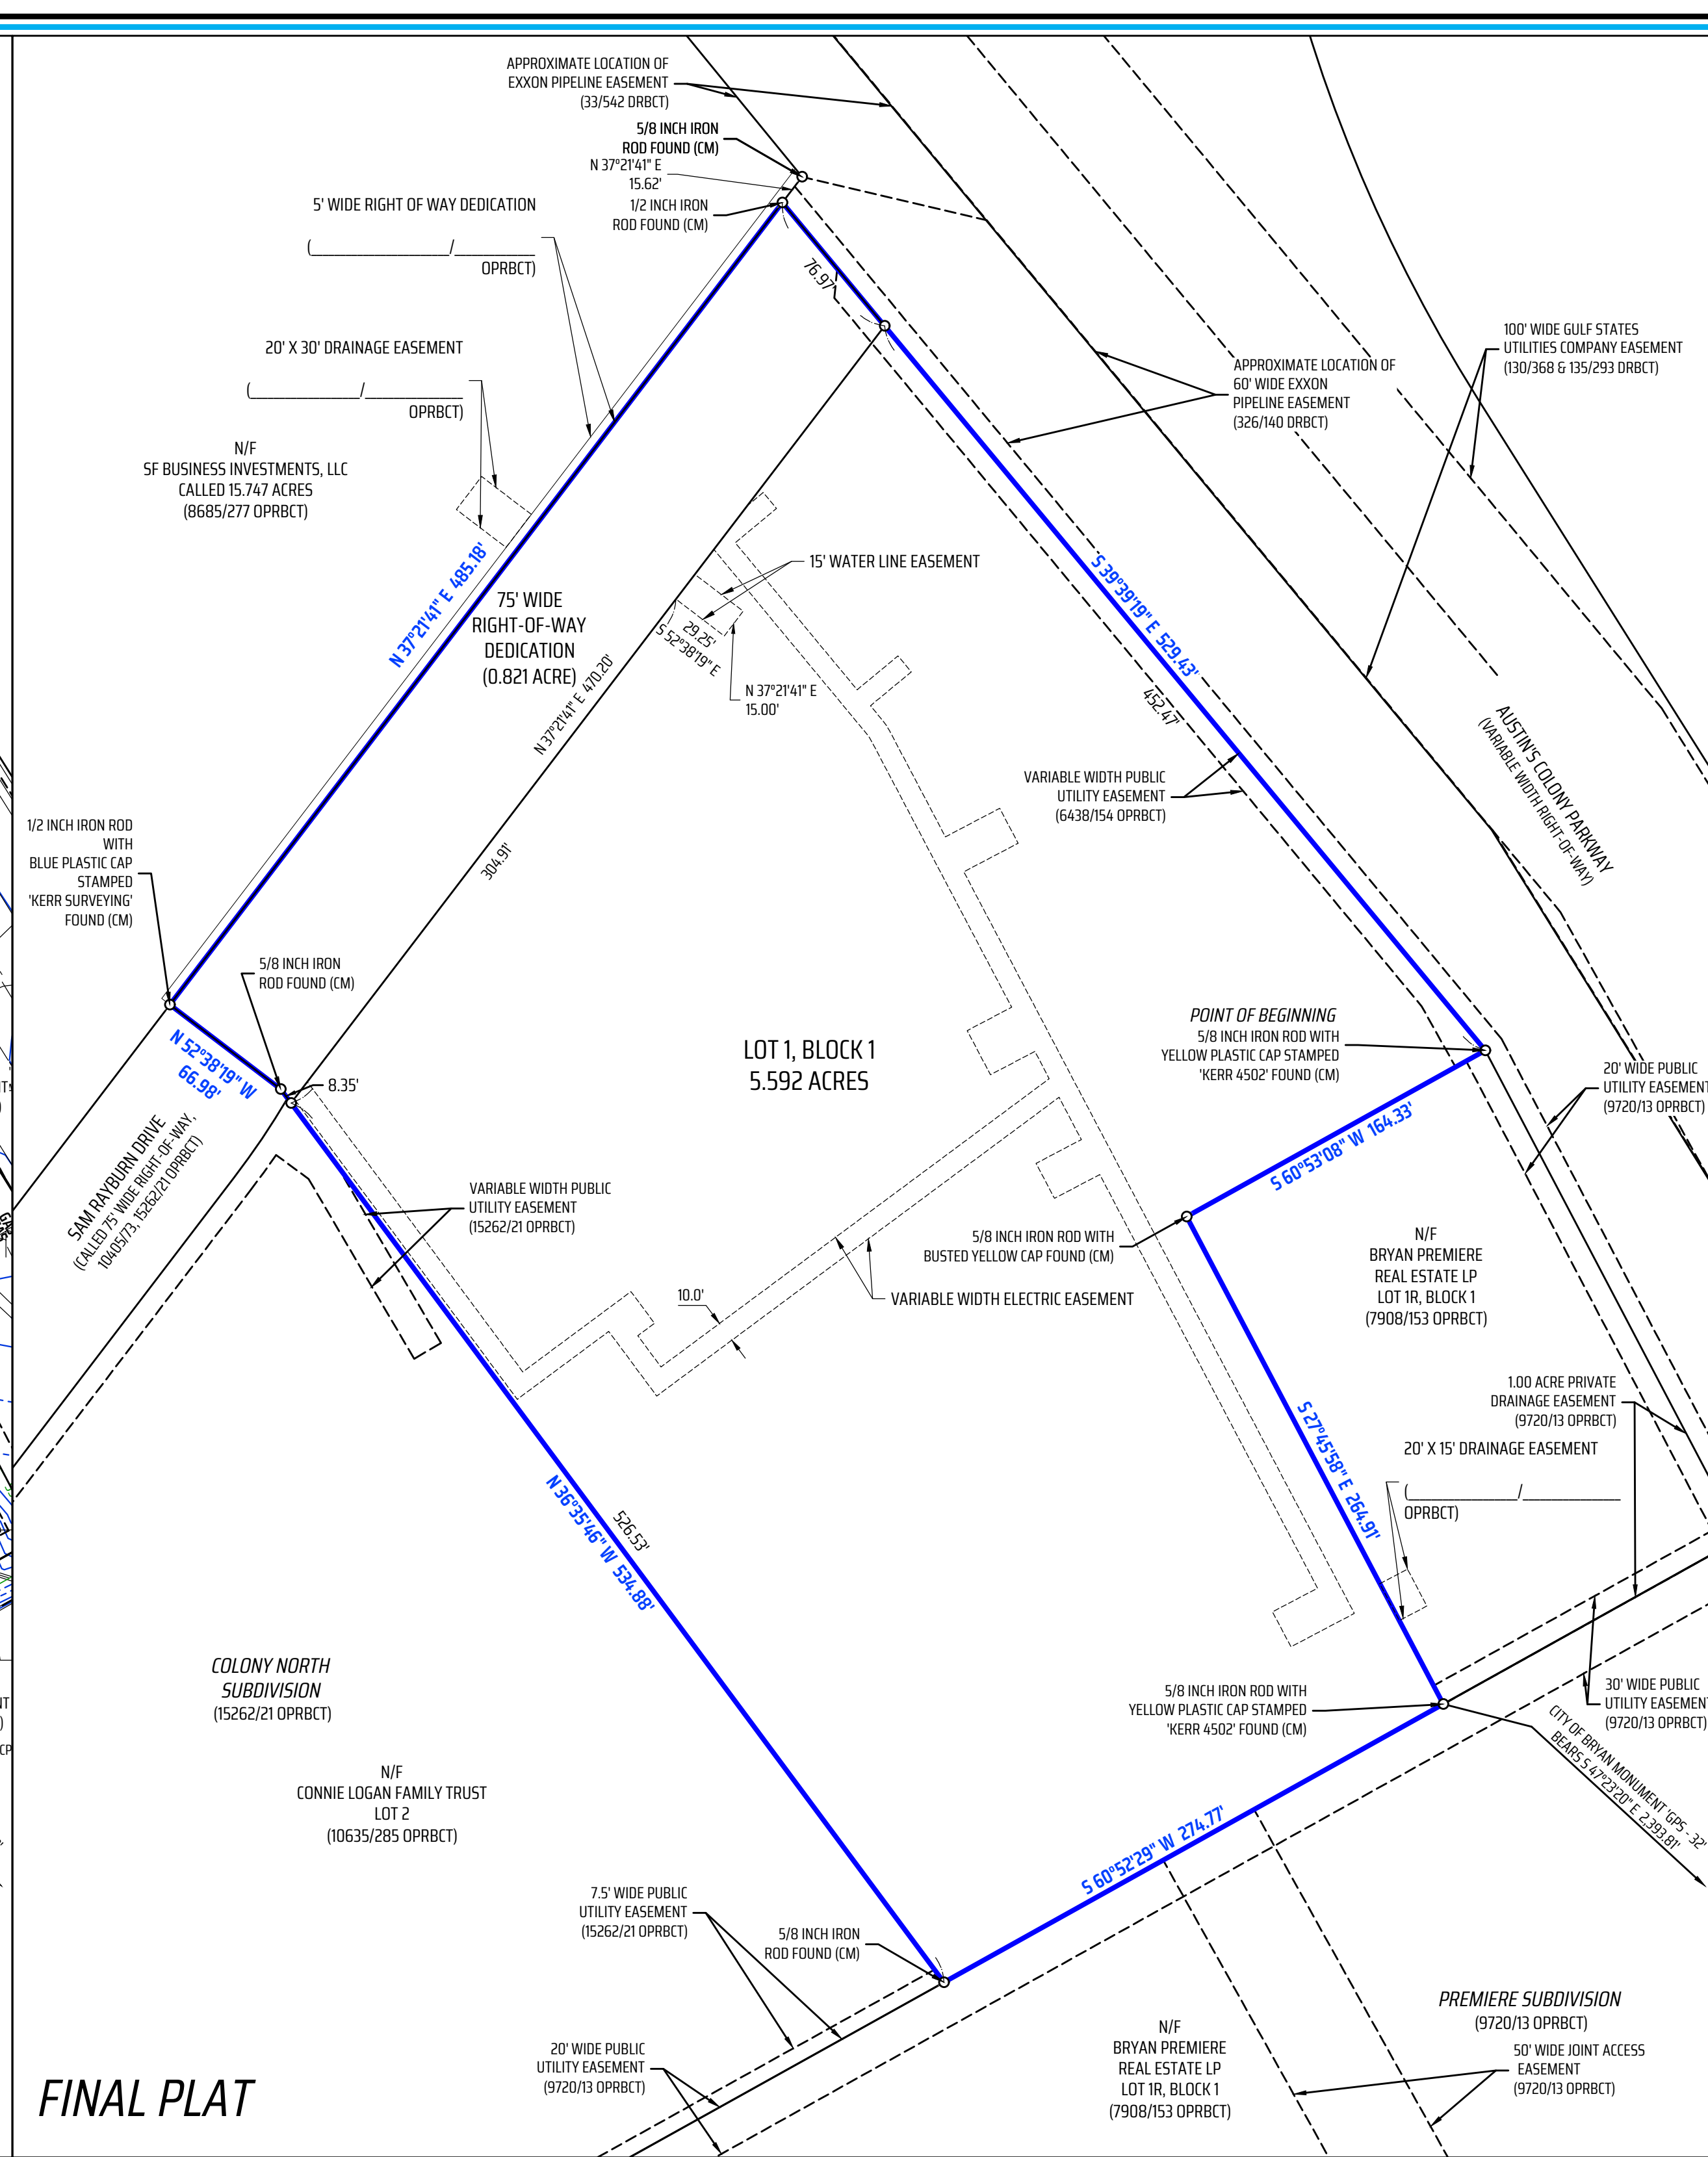 APPROXIMATE LOCATION OF
EXXON PIPELINE EASEMENT
(33/542 DRBCT)
5/8 INCH IRON
ROD FOUND (CM)
N 37°21'41" E
15.62'
1/2 INCH IRON
ROD FOUND (CM)
5' WIDE RIGHT OF WAY DEDICATION
(____________________/____________
OPRBCT)
76.97'
20' X 30' DRAINAGE EASEMENT
(________________/______________
OPRBCT)
N/F
SF BUSINESS INVESTMENTS, LLC
CALLED 15.747 ACRES
(8685/277 OPRBCT)
100' WIDE GULF STATES
UTILITIES COMPANY EASEMENT
(130/368 & 135/293 DRBCT)
APPROXIMATE LOCATION OF
60' WIDE EXXON
PIPELINE EASEMENT
(326/140 DRBCT)
N 37°21'41" E 485.18'
75' WIDE
RIGHT-OF-WAY
DEDICATION
(0.821 ACRE)
15' WATER LINE EASEMENT
29.25'
S 52°38'19" E
N 37°21'41" E
15.00'
N 37°21'41" E 470.20'
S 39°39'19" E 529.43'
452.47'
AUSTIN'S COLONY PARKWAY
(VARIABLE WIDTH RIGHT-OF-WAY)
VARIABLE WIDTH PUBLIC
UTILITY EASEMENT
(6438/154 OPRBCT)
304.91'
1/2 INCH IRON ROD
WITH
BLUE PLASTIC CAP
STAMPED
'KERR SURVEYING'
FOUND (CM)
5/8 INCH IRON
ROD FOUND (CM)
N 52°38'19" W
66.98'
8.35'
LOT 1, BLOCK 1
5.592 ACRES
POINT OF BEGINNING
5/8 INCH IRON ROD WITH
YELLOW PLASTIC CAP STAMPED
'KERR 4502' FOUND (CM)
20' WIDE PUBLIC
UTILITY EASEMENT
(9720/13 OPRBCT)
SAM RAYBURN DRIVE
(CALLED 75' WIDE RIGHT-OF-WAY,
10405/73, 15262/21 OPRBCT)
S 60°53'08" W 164.33'
VARIABLE WIDTH PUBLIC
UTILITY EASEMENT
(15262/21 OPRBCT)
5/8 INCH IRON ROD WITH
BUSTED YELLOW CAP FOUND (CM)
N/F
BRYAN PREMIERE
REAL ESTATE LP
LOT 1R, BLOCK 1
(7908/153 OPRBCT)
10.0'
VARIABLE WIDTH ELECTRIC EASEMENT
1.00 ACRE PRIVATE
DRAINAGE EASEMENT
(9720/13 OPRBCT)
20' X 15' DRAINAGE EASEMENT
(________________/______________
OPRBCT)
S 27°45'58" E 264.91'
526.53'
N 36°35'46" W 534.88'
COLONY NORTH
SUBDIVISION
(15262/21 OPRBCT)
5/8 INCH IRON ROD WITH
YELLOW PLASTIC CAP STAMPED
'KERR 4502' FOUND (CM)
30' WIDE PUBLIC
UTILITY EASEMENT
(9720/13 OPRBCT)
CITY OF BRYAN MONUMENT 'GPS - 32'
BEARS S 47°23'20" E 2,393.81'
N/F
CONNIE LOGAN FAMILY TRUST
LOT 2
(10635/285 OPRBCT)
S 60°52'29" W 274.77'
7.5' WIDE PUBLIC
UTILITY EASEMENT
(15262/21 OPRBCT)
5/8 INCH IRON
ROD FOUND (CM)
PREMIERE SUBDIVISION
(9720/13 OPRBCT)
N/F
BRYAN PREMIERE
REAL ESTATE LP
LOT 1R, BLOCK 1
(7908/153 OPRBCT)
50' WIDE JOINT ACCESS
EASEMENT
(9720/13 OPRBCT)
20' WIDE PUBLIC
UTILITY EASEMENT
(9720/13 OPRBCT)
FINAL PLAT